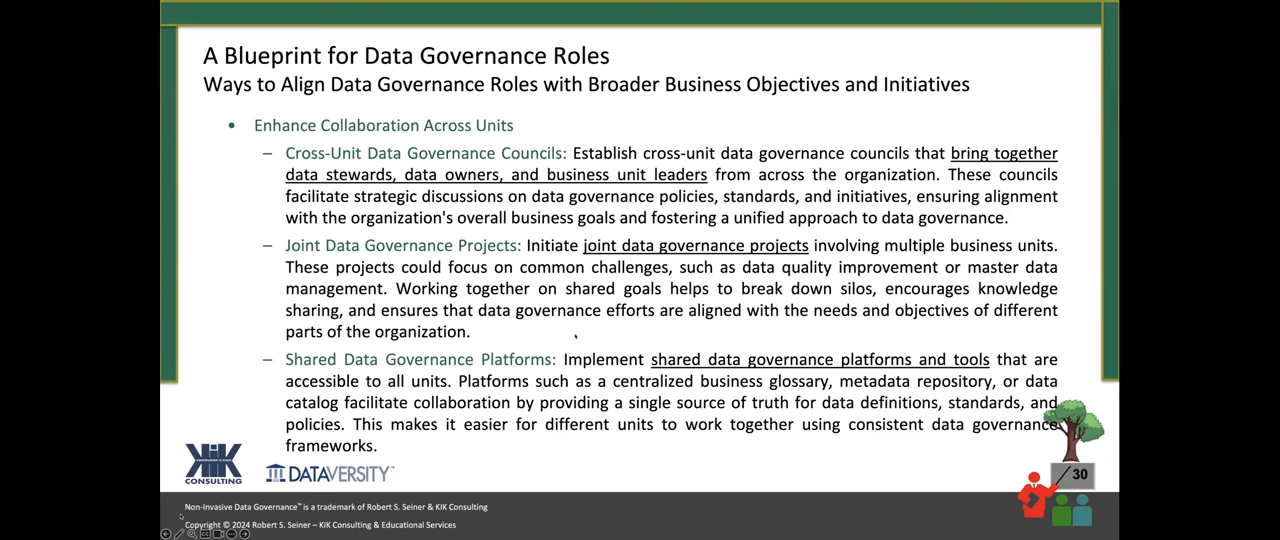 A Blueprint for Data Governance Roles
Ways to Align Data Governance Roles with Broader Business Objectives and Initiatives
• Enhance Collaboration Across Units
– Cross-Unit Data Governance Councils: Establish cross-unit data governance councils that bring together
data stewards, data owners, and business unit leaders from across the organization. These councils
facilitate strategic discussions on data governance policies, standards, and initiatives, ensuring alignment
with the organization's overall business goals and fostering a unified approach to data governance.
– Joint Data Governance Projects: Initiate joint data governance projects involving multiple business units.
These projects could focus on common challenges, such as data quality improvement or master data
management. Working together on shared goals helps to break down silos, encourages knowledge
sharing, and ensures that data governance efforts are aligned with the needs and objectives of different
parts of the organization.
– Shared Data Governance Platforms: Implement shared data governance platforms and tools that are
accessible to all units. Platforms such as a centralized business glossary, metadata repository, or data
catalog facilitate collaboration by providing a single source of truth for data definitions, standards, and
policies. This makes it easier for different units to work together using consistent data governance
frameworks.
KIK
CONSULTING
DATAVERSITY™
30
Non-Invasive Data Governance™ is a trademark of Robert S. Seiner & KIK Consulting
Copyright © 2024 Robert S. Seiner – KIK Consulting & Educational Services